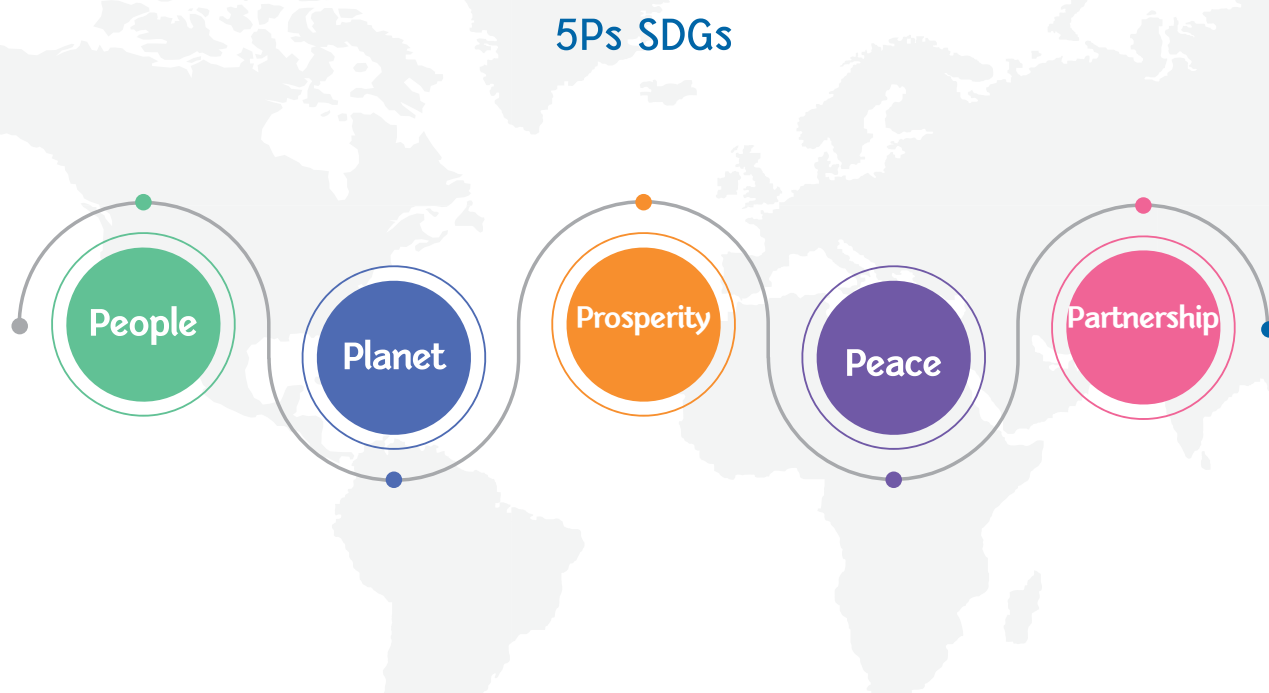 5Ps SDGs
People
Planet
Prosperity
Peace
Partnership